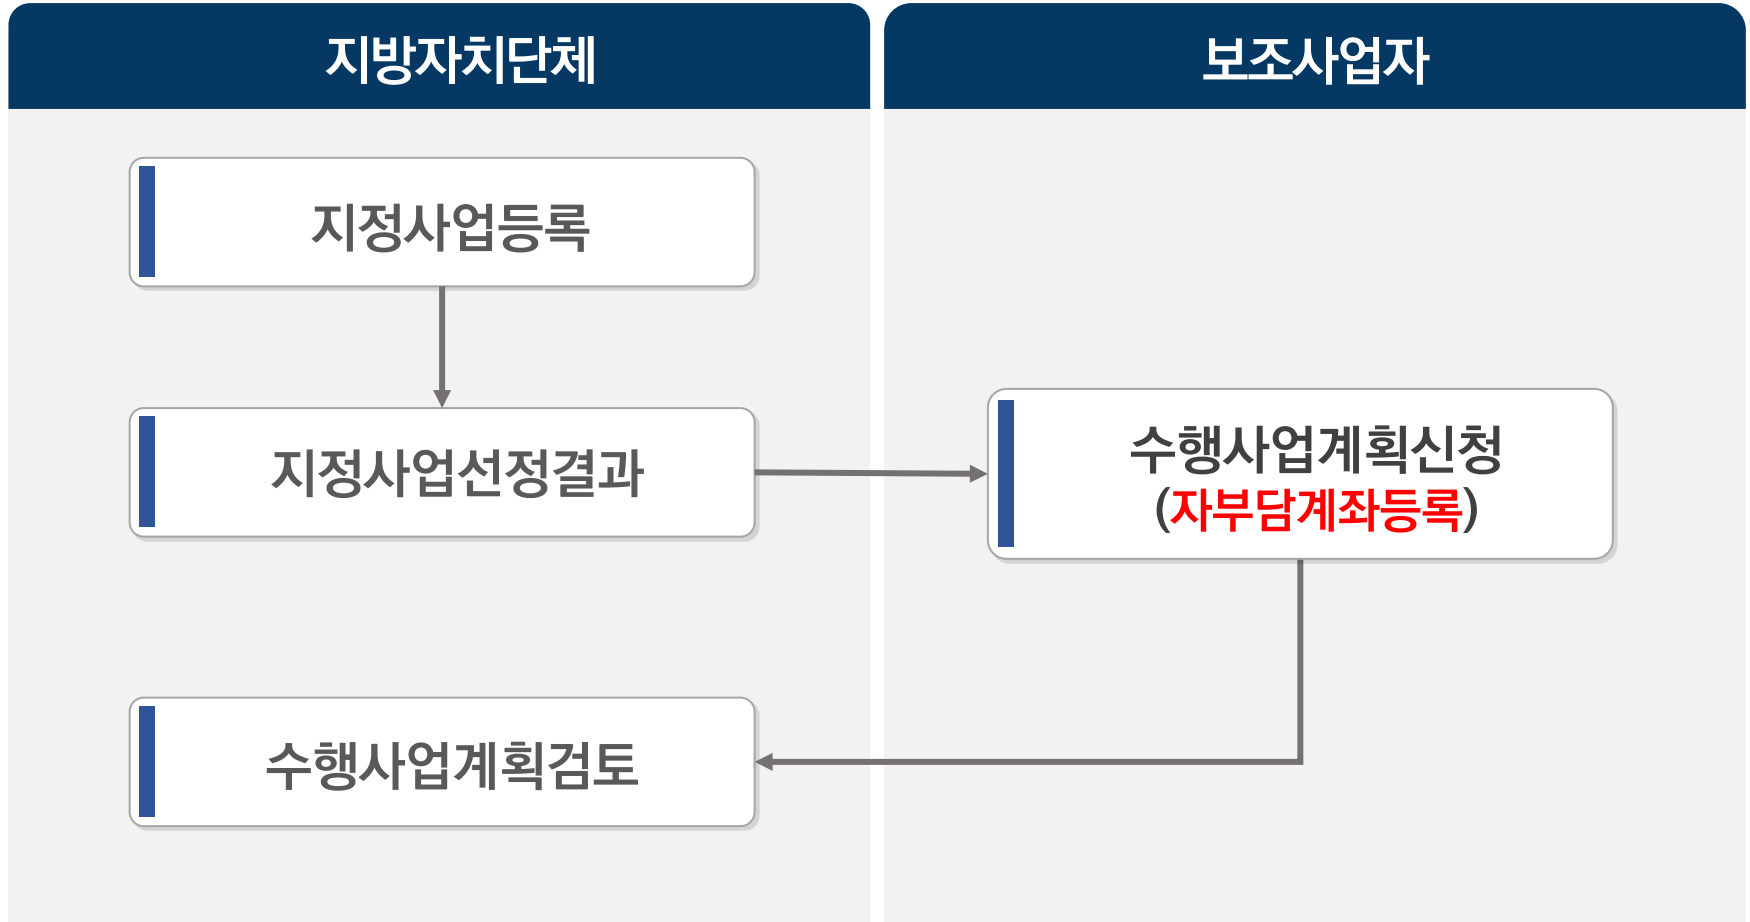 지방자치단체
보조사업자
지정사업등록
지정사업선정결과
수행사업계획신청
(자부담계좌등록)
수행사업계획검토